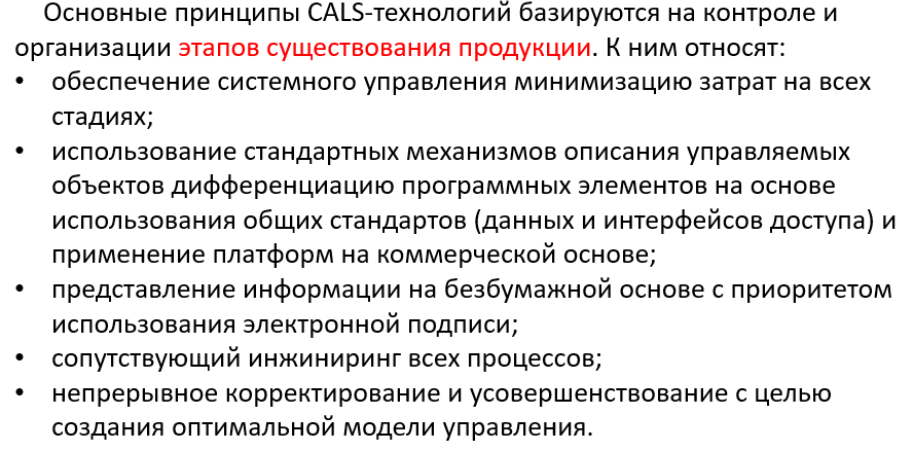 Основные принципы CALS-технологий базируются на контроле и
организации этапов существования продукции. К ним относят:
• обеспечение системного управления минимизацию затрат на всех
стадиях;
• использование стандартных механизмов описания управляемых
объектов дифференциацию программных элементов на основе
использования общих стандартов (данных и интерфейсов доступа) и
применение платформ на коммерческой основе;
• представление информации на безбумажной основе с приоритетом
использования электронной подписи;
• сопутствующий инжиниринг всех процессов;
• непрерывное корректирование и усовершенствование с целью
создания оптимальной модели управления.